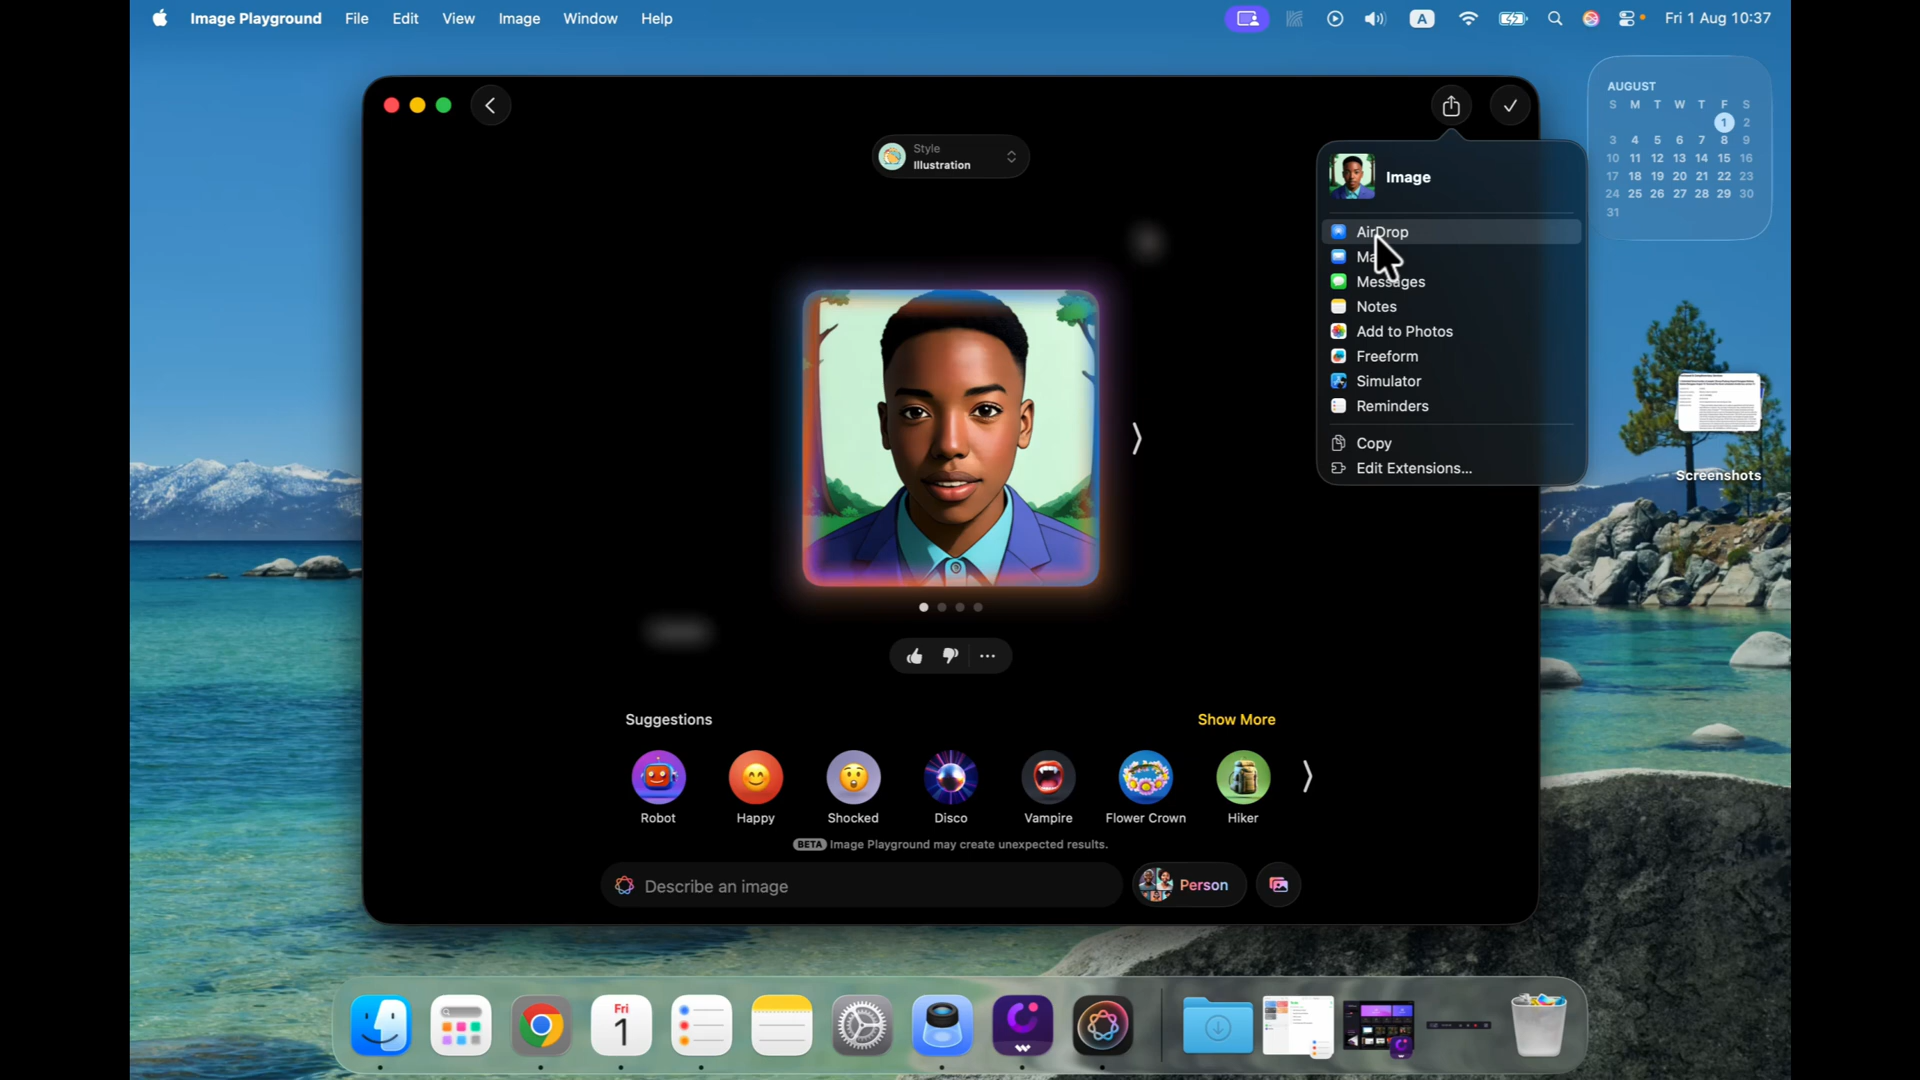 Image Playground File Edit View Image Window Help
A Fri 1 Aug 10:37
Style
Illustration
Image
AirDrop
Messages
Notes
Add to Photos
Freeform
Simulator
Reminders
Copy
Edit Extensions...
AUGUST
S M T W T F S
1 2
3 4 5 6 7 8 9
10 11 12 13 14 15 16
17 18 19 20 21 22 23
24 25 26 27 28 29 30
31
Screenshots
Suggestions Show More
Robot Happy Shocked Disco Vampire Flower Crown Hiker
BETA Image Playground may create unexpected results.
Describe an image Person
Fri
1